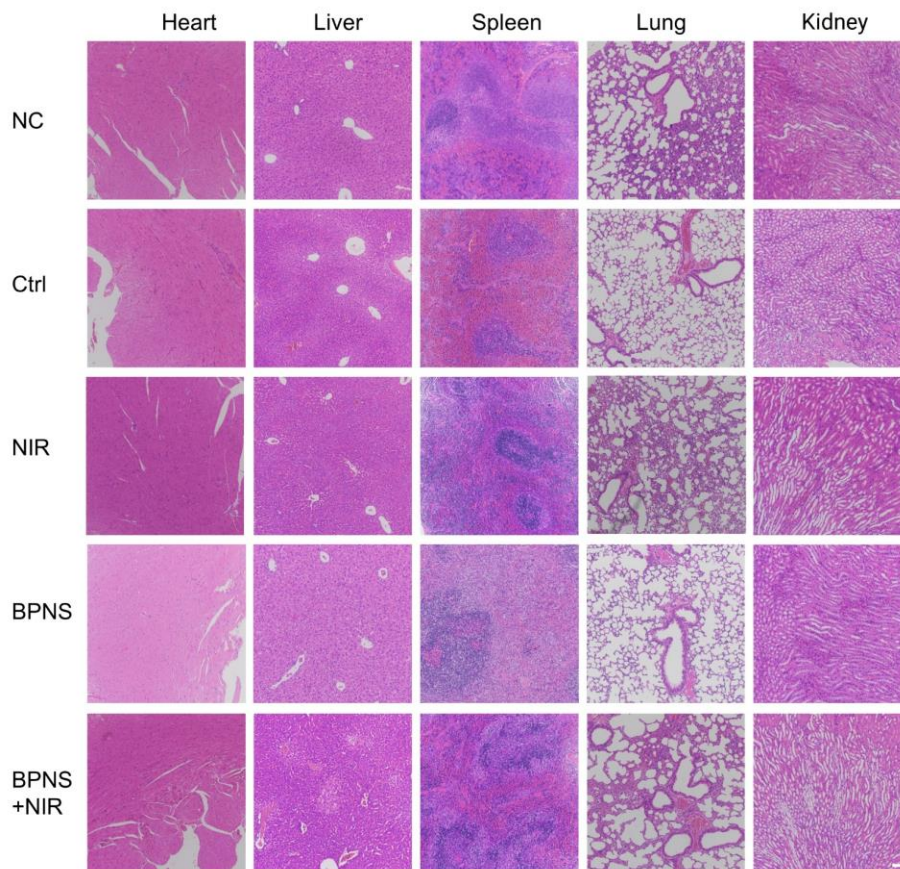 Heart Liver Spleen Lung Kidney
NC
Ctrl
NIR
BPNS
BPNS
+NIR